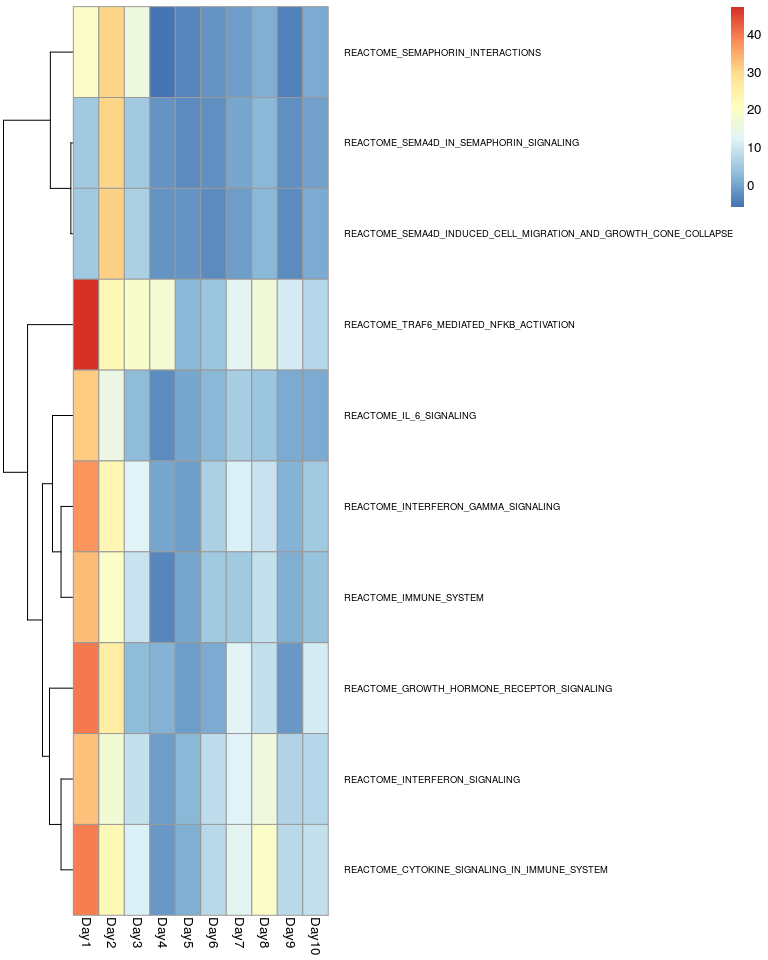 REACTOME_SEMAPHORIN_INTERACTIONS
REACTOME_SEMA4D_IN_SEMAPHORIN_SIGNALING
REACTOME_SEMA4D_INDUCED_CELL_MIGRATION_AND_GROWTH_CONE_COLLAPSE
REACTOME_TRAF6_MEDIATED_NFKB_ACTIVATION
REACTOME_IL_6_SIGNALING
REACTOME_INTERFERON_GAMMA_SIGNALING
REACTOME_IMMUNE_SYSTEM
REACTOME_GROWTH_HORMONE_RECEPTOR_SIGNALING
REACTOME_INTERFERON_SIGNALING
REACTOME_CYTOKINE_SIGNALING_IN_IMMUNE_SYSTEM
Day1
Day2
Day3
Day4
Day5
Day6
Day7
Day8
Day9
Day10
40
30
20
10
0